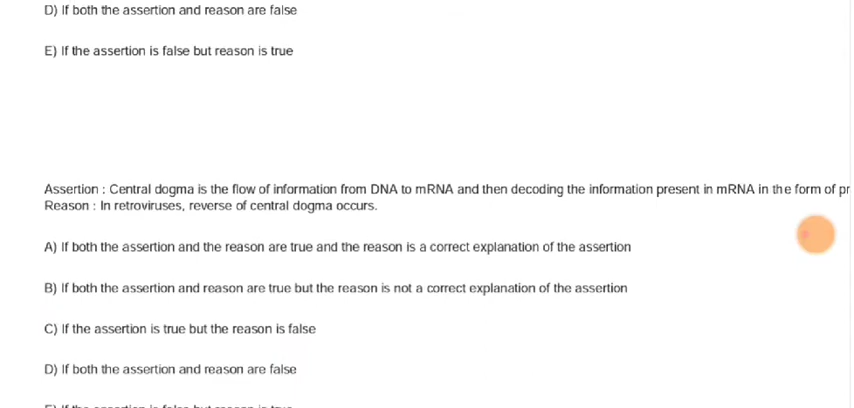 D) If both the assertion and reason are false
E) If the assertion is false but reason is true
Assertion : Central dogma is the flow of information from DNA to mRNA and then decoding the information present in mRNA in the form of pr
Reason : In retroviruses, reverse of central dogma occurs.
A) If both the assertion and the reason are true and the reason is a correct explanation of the assertion
B) If both the assertion and reason are true but the reason is not a correct explanation of the assertion
C) If the assertion is true but the reason is false
D) If both the assertion and reason are false